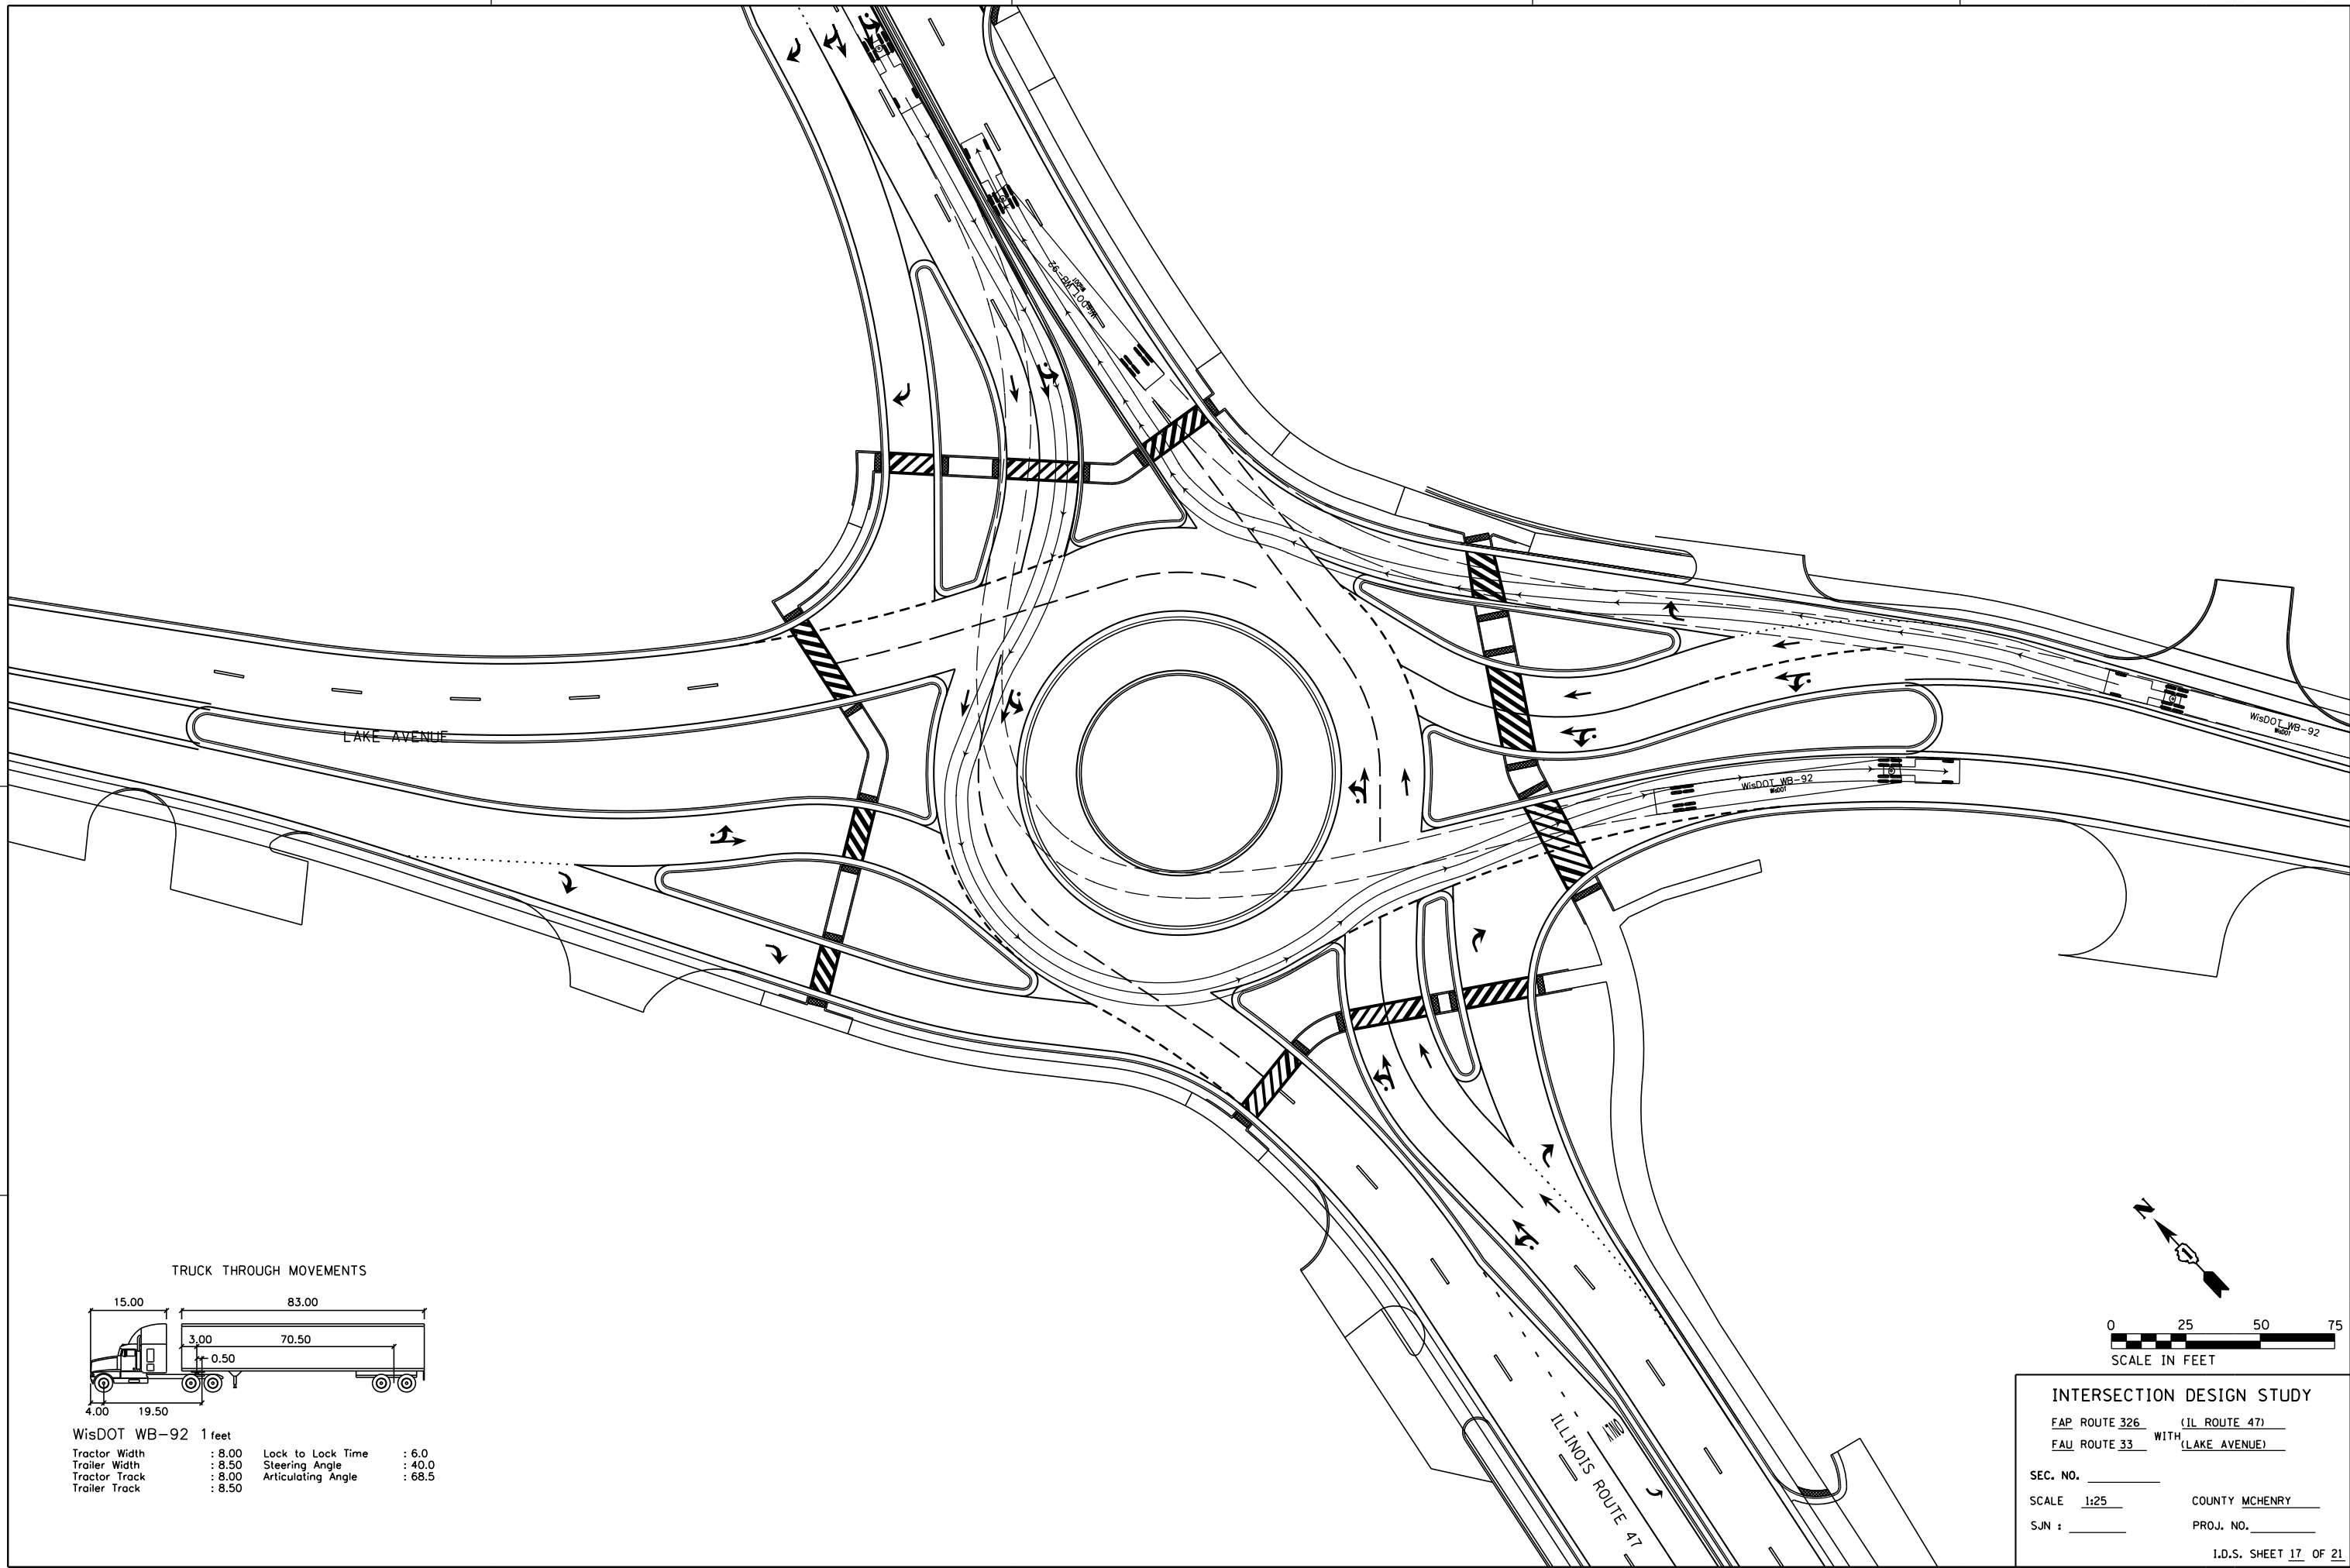 WisDOT WB-92
WisDOT
LAKE AVENUE
WisDOT WB-92
WisDOT
WisDOT WB-92
WisDOT
ILLINOIS ROUTE 47
TRUCK THROUGH MOVEMENTS
15.00 83.00
3.00 70.50
0.50
4.00 19.50
WisDOT WB-92 1 feet
Tractor Width : 8.00 Lock to Lock Time : 6.0
Trailer Width : 8.50 Steering Angle : 40.0
Tractor Track : 8.00 Articulating Angle : 68.5
Trailer Track : 8.50
N
0 25 50 75
SCALE IN FEET
INTERSECTION DESIGN STUDY
FAP ROUTE 326 (IL ROUTE 47)
WITH
FAU ROUTE 33 (LAKE AVENUE)
SEC. NO.
SCALE 1:25 COUNTY MCHENRY
SJN : PROJ. NO.
I.D.S. SHEET 17 OF 21